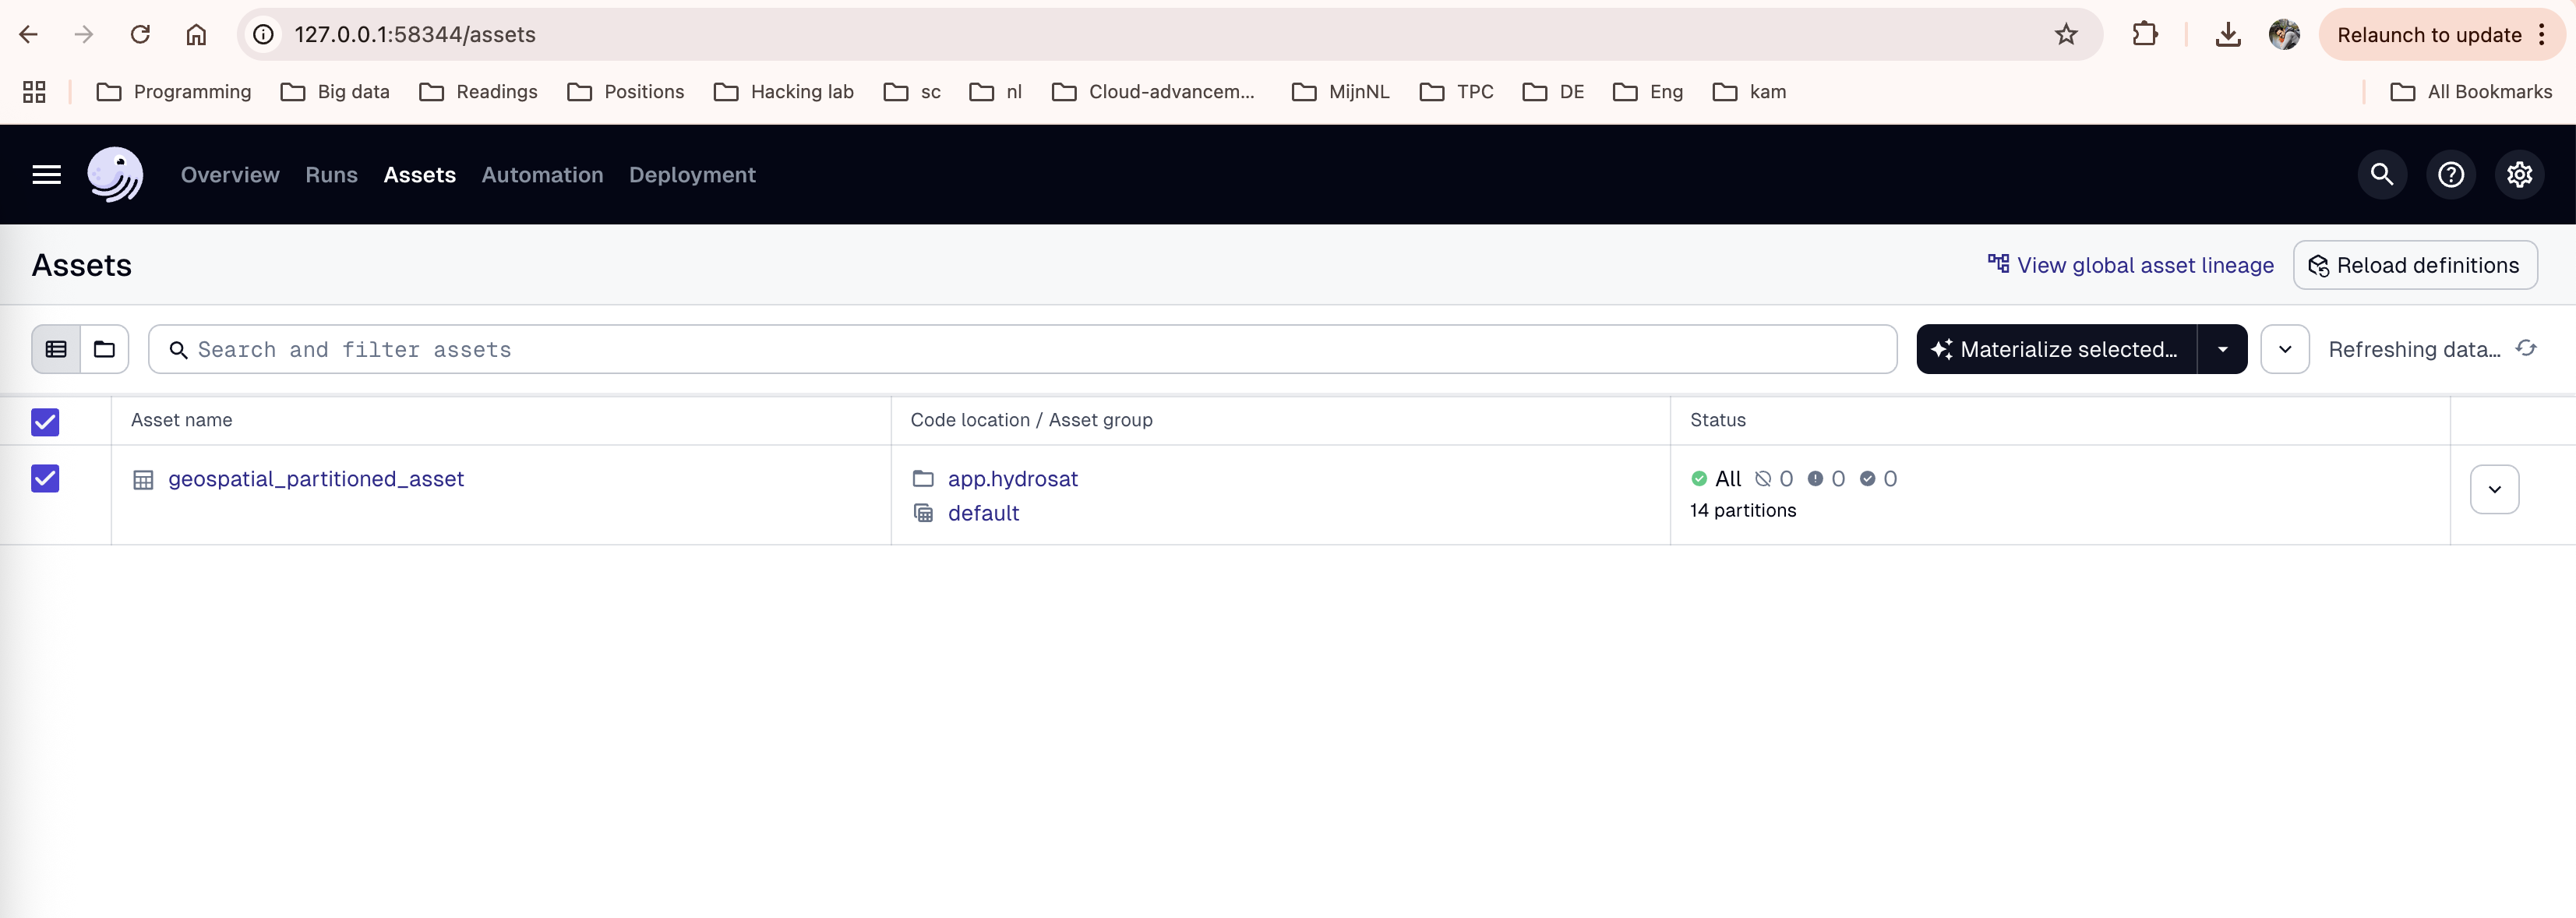 127.0.0.1:58344/assets
Relaunch to update
Programming Big data Readings Positions Hacking lab sc nl Cloud-advancem... MijnNL TPC DE Eng kam All Bookmarks
Overview Runs Assets Automation Deployment
Assets
View global asset lineage Reload definitions
Search and filter assets Materialize selected... Refreshing data...
Asset name Code location / Asset group Status
geospatial_partitioned_asset app.hydrosat All 0 0 0
default 14 partitions